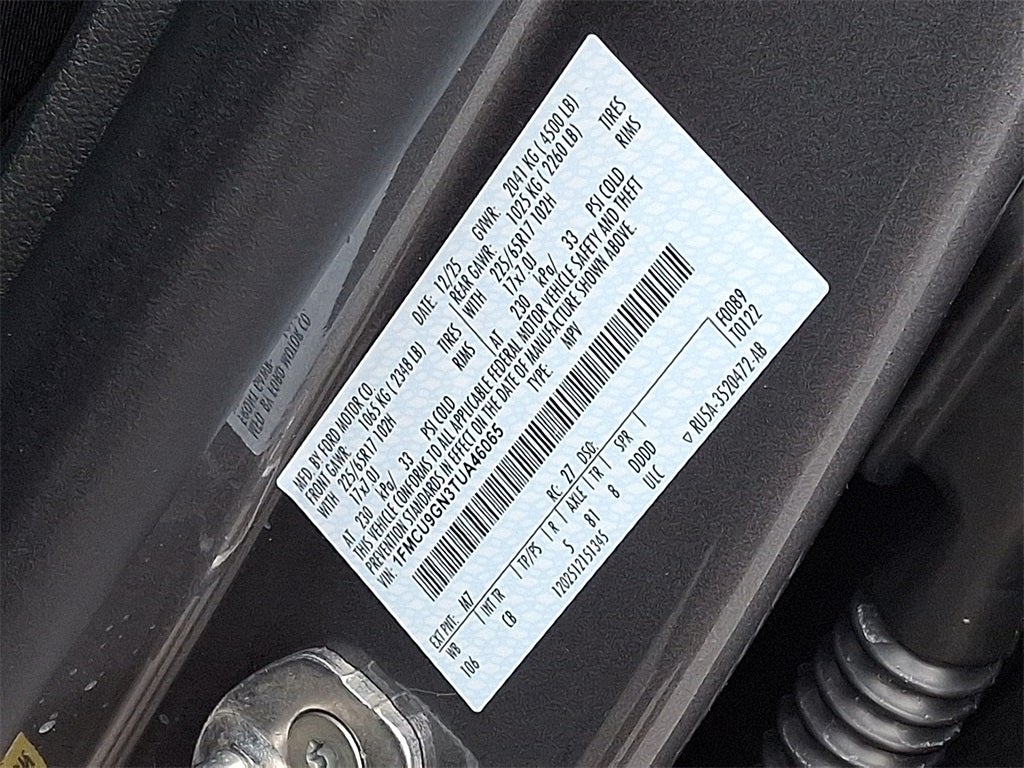 MFD. BY FORD MOTOR CO.
DATE: 12/25 GVWR: 2041 KG ( 4500 LB)
FRONT GAWR: 1065 KG ( 2348 LB) REAR GAWR: 1025 KG ( 2260 LB)
WITH 225/65R17 102H TIRES WITH 225/65R17 102H TIRES
17x7.0J RIMS 17x7.0J RIMS
AT 230 kPa/ 33 PSI COLD AT 230 kPa/ 33 PSI COLD
THIS VEHICLE CONFORMS TO ALL APPLICABLE FEDERAL MOTOR VEHICLE SAFETY AND THEFT
PREVENTION STANDARDS IN EFFECT ON THE DATE OF MANUFACTURE SHOWN ABOVE.
VIN: 1FMCU9GN3TUA46065 TYPE MPV
EXT PNT: M7 RC: 27 DSO: F0089
WB INT TR TP/PS R AXLE TR SPR T0122
106 CB 5 B1 8 DDDD
1202512151345 ULC ▽ RU5A-3520472-AB